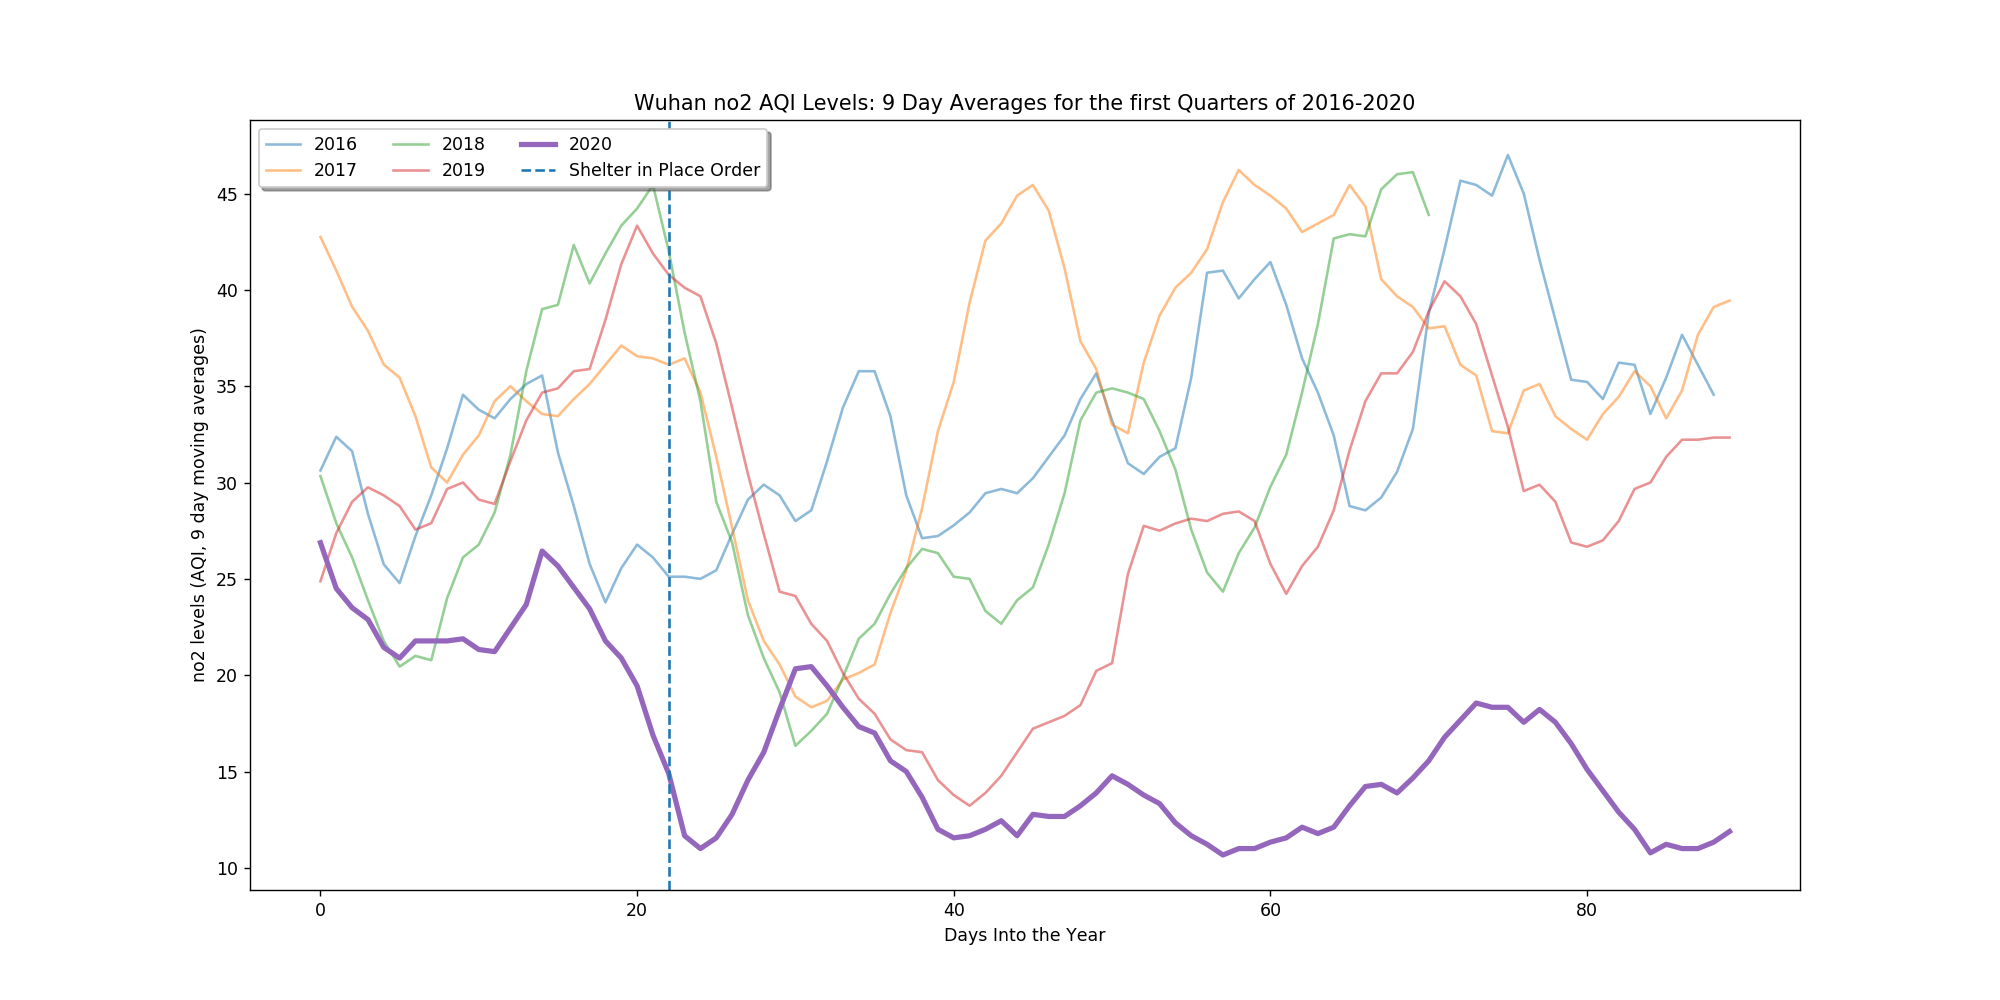 Wuhan no2 AQI Levels: 9 Day Averages for the first Quarters of 2016-2020
2016 2018 2020
2017 2019 Shelter in Place Order
no2 levels (AQI, 9 day moving averages)
45
40
35
30
25
20
15
10
0 20 40 60 80
Days Into the Year